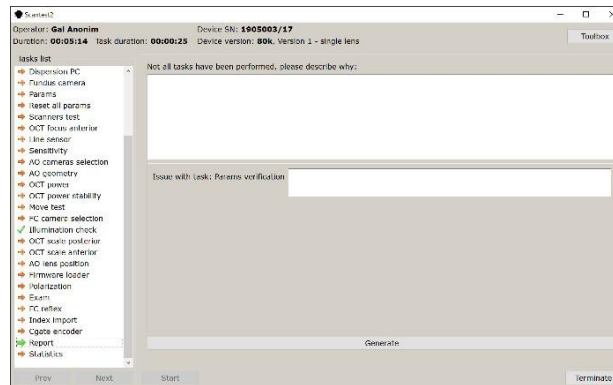 Scantest2
Operator: Gal Anonim
Device SN: 1905003/17
Duration: 00:05:14 Task duration: 00:00:25 Device version: 80k, Version 1 - single lens
Toolbox
Tasks list
Dispersion PC
Fundus camera
Params
Reset all params
Scanners test
OCT focus anterior
Line sensor
Sensitivity
AO cameras selection
AO geometry
OCT power
OCT power stability
Move test
FC camera selection
Illumination check
OCT scale posterior
OCT scale anterior
AO lens position
Firmware loader
Polarization
Exam
FC reflex
Index import
Cgate encoder
Report
Statistics
Not all tasks have been performed, please describe why:
Issue with task: Params verification
Generate
Prev Next Start Terminate